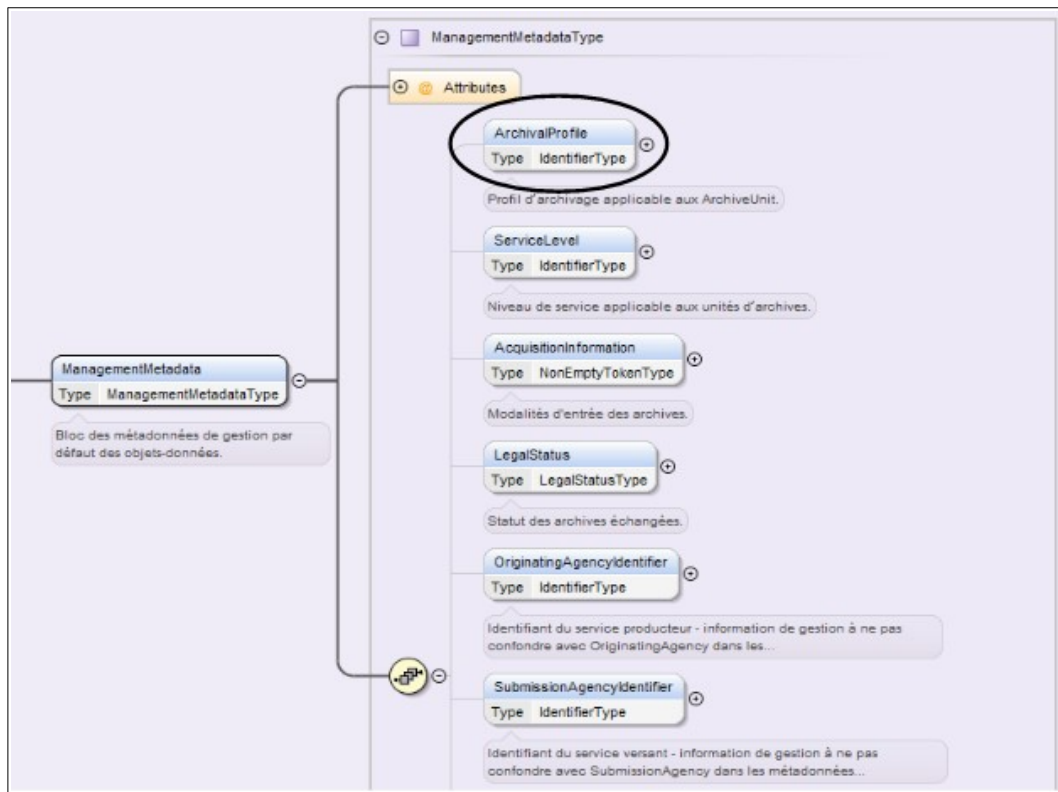 ManagementMetadataType
@ Attributes
ArchivalProfile
Type IdentifierType
Profil d'archivage applicable aux ArchiveUnit.
ServiceLevel
Type IdentifierType
Niveau de service applicable aux unités d'archives.
AcquisitionInformation
Type NonEmptyTokenType
Modalités d'entrée des archives.
ManagementMetadata
Type ManagementMetadataType
Bloc des métadonnées de gestion par
défaut des objets-données.
LegalStatus
Type LegalStatusType
Statut des archives échangées.
OriginatingAgencyIdentifier
Type IdentifierType
Identifiant du service producteur - information de gestion à ne pas
confondre avec OriginatingAgency dans les...
SubmissionAgencyIdentifier
Type IdentifierType
Identifiant du service versant - information de gestion à ne pas
confondre avec SubmissionAgency dans les métadonnées...